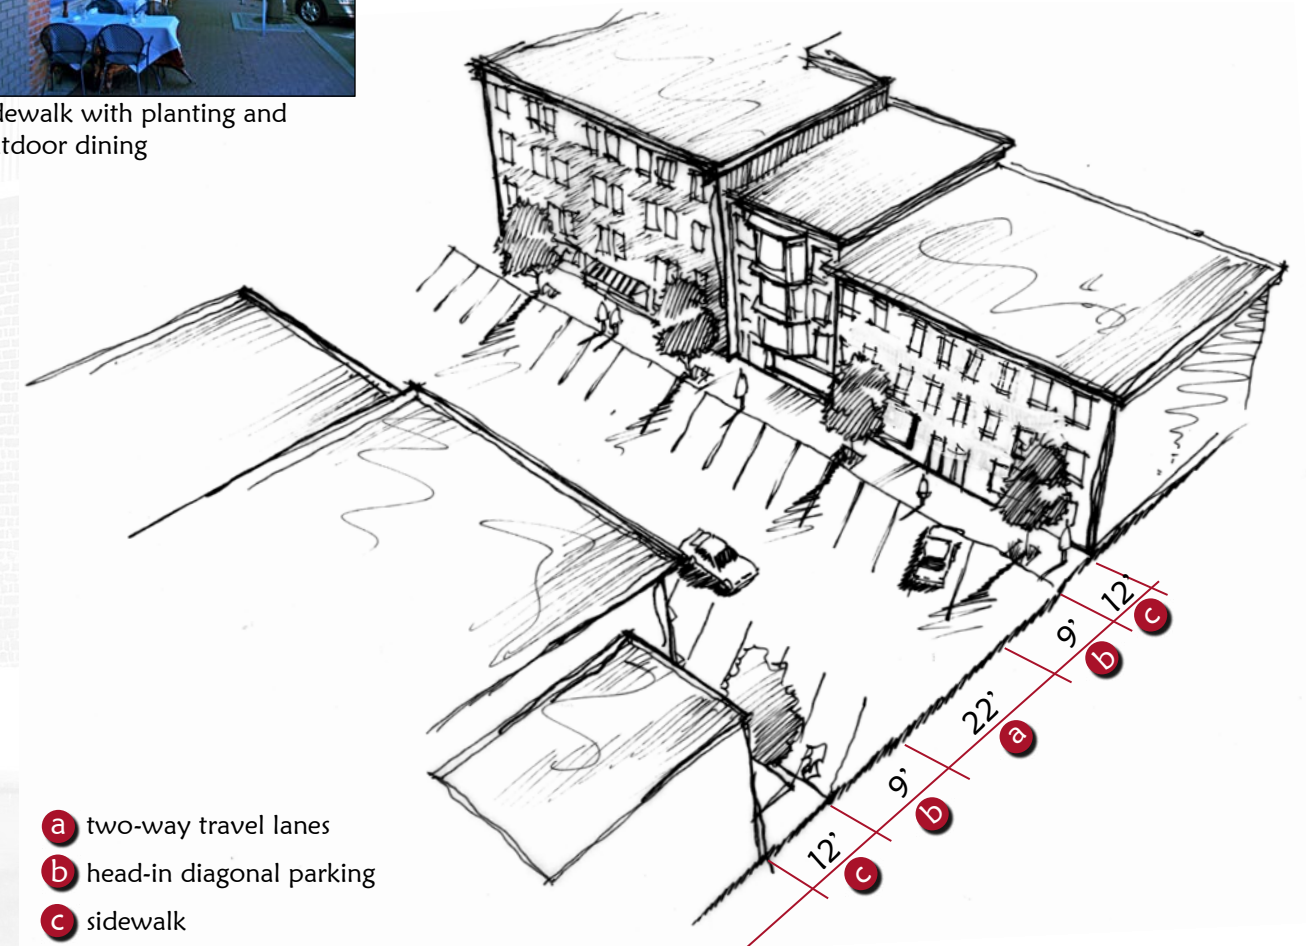 dewalk with planting and
tdoor dining
12'
c
9'
b
22'
a
9'
b
12'
c
a two-way travel lanes
b head-in diagonal parking
c sidewalk